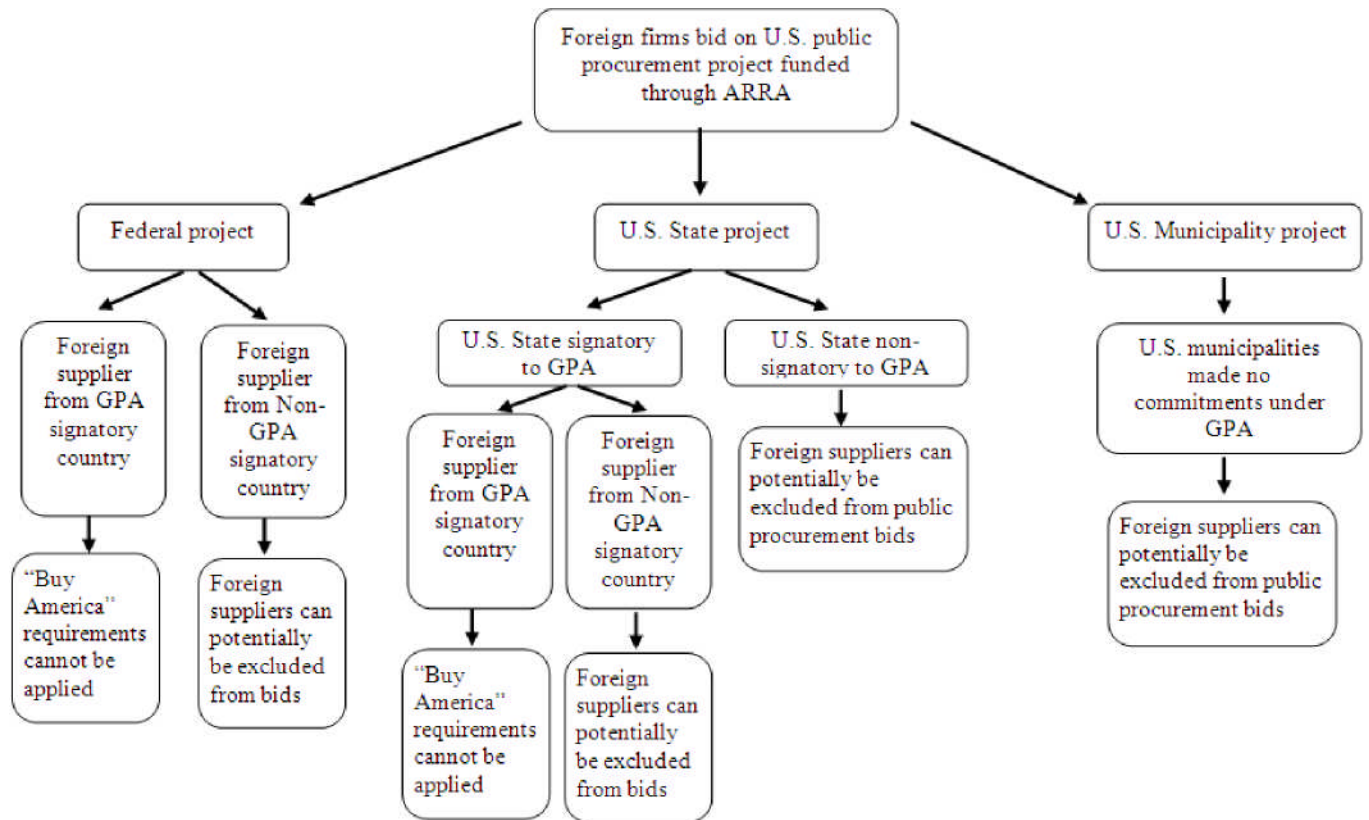 Foreign firms bid on U.S. public
procurement project funded
through ARRA
Federal project
U.S. State project
U.S. Municipality project
Foreign
supplier
from GPA
signatory
country
Foreign
supplier
from Non-
GPA
signatory
country
U.S. State signatory
to GPA
U.S. State non-
signatory to GPA
U.S. municipalities
made no
commitments under
GPA
Foreign
supplier
from GPA
signatory
country
Foreign
supplier
from Non-
GPA
signatory
country
Foreign suppliers can
potentially be
excluded from public
procurement bids
Foreign suppliers can
potentially be
excluded from public
procurement bids
“Buy
America”
requirements
cannot be
applied
Foreign
suppliers can
potentially
be excluded
from bids
“Buy
America”
requirements
cannot be
applied
Foreign
suppliers can
potentially
be excluded
from bids